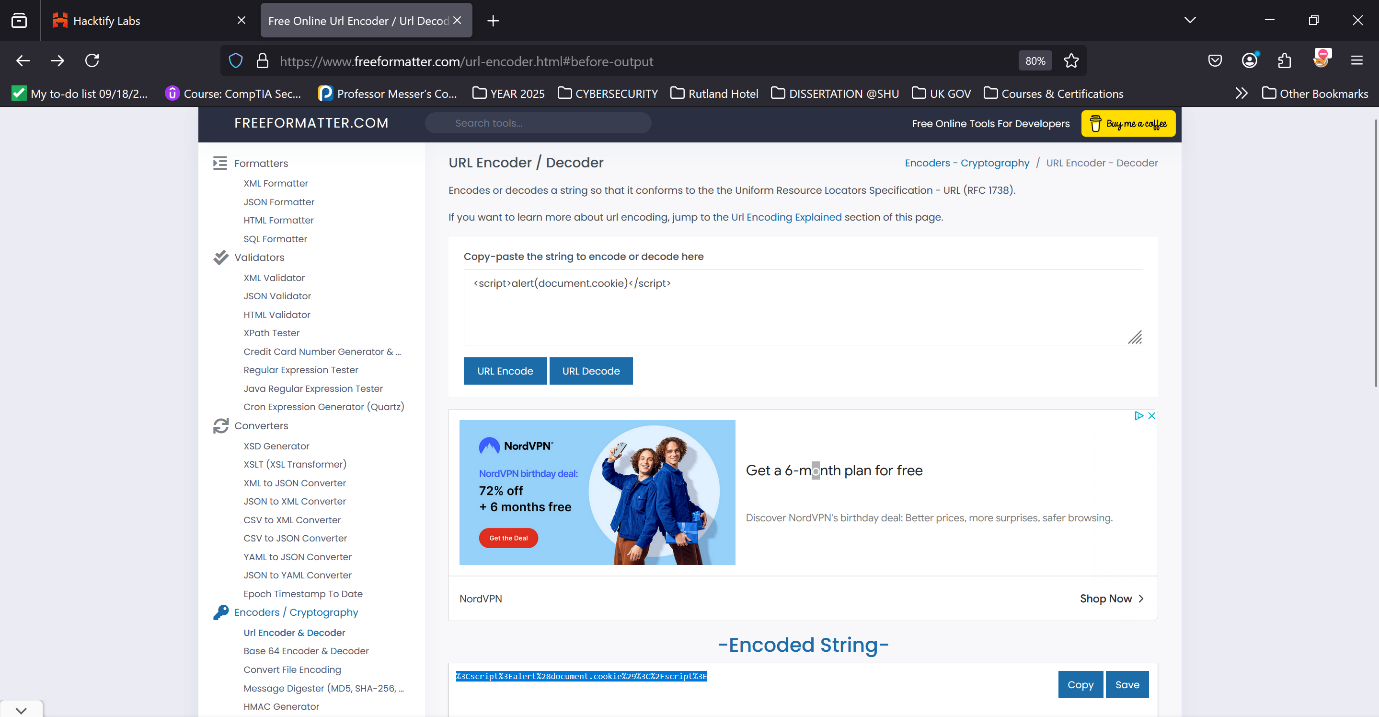 Hacktify Labs
Free Online Url Encoder / Url Decod
https://www.freeformatter.com/url-encoder.html#before-output
80%
My to-do list 09/18/2...
Course: CompTIA Sec...
Professor Messer's Co...
YEAR 2025
CYBERSECURITY
Rutland Hotel
DISSERTATION @SHU
UK GOV
Courses & Certifications
Other Bookmarks
FREEFORMATTER.COM
Search tools...
Free Online Tools For Developers
Buy me a coffee
Formatters
XML Formatter
JSON Formatter
HTML Formatter
SQL Formatter
Validators
XML Validator
JSON Validator
HTML Validator
XPath Tester
Credit Card Number Generator & ...
Regular Expression Tester
Java Regular Expression Tester
Cron Expression Generator (Quartz)
Converters
XSD Generator
XSLT (XSL Transformer)
XML to JSON Converter
JSON to XML Converter
CSV to XML Converter
CSV to JSON Converter
YAML to JSON Converter
JSON to YAML Converter
Epoch Timestamp To Date
Encoders / Cryptography
Url Encoder & Decoder
Base 64 Encoder & Decoder
Convert File Encoding
Message Digester (MD5, SHA-256, ...
HMAC Generator
URL Encoder / Decoder
Encoders - Cryptography / URL Encoder - Decoder
Encodes or decodes a string so that it conforms to the the Uniform Resource Locators Specification - URL (RFC 1738).
If you want to learn more about url encoding, jump to the Url Encoding Explained section of this page.
Copy-paste the string to encode or decode here
<script>alert(document.cookie)</script>
URL Encode
URL Decode
NordVPN
NordVPN birthday deal:
72% off
+ 6 months free
Get the Deal
Get a 6-month plan for free
Discover NordVPN's birthday deal: Better prices, more surprises, safer browsing.
NordVPN
Shop Now
-Encoded String-
%3Cscript%3Ealert%28document.cookie%29%3C%2Fscript%3E
Copy
Save